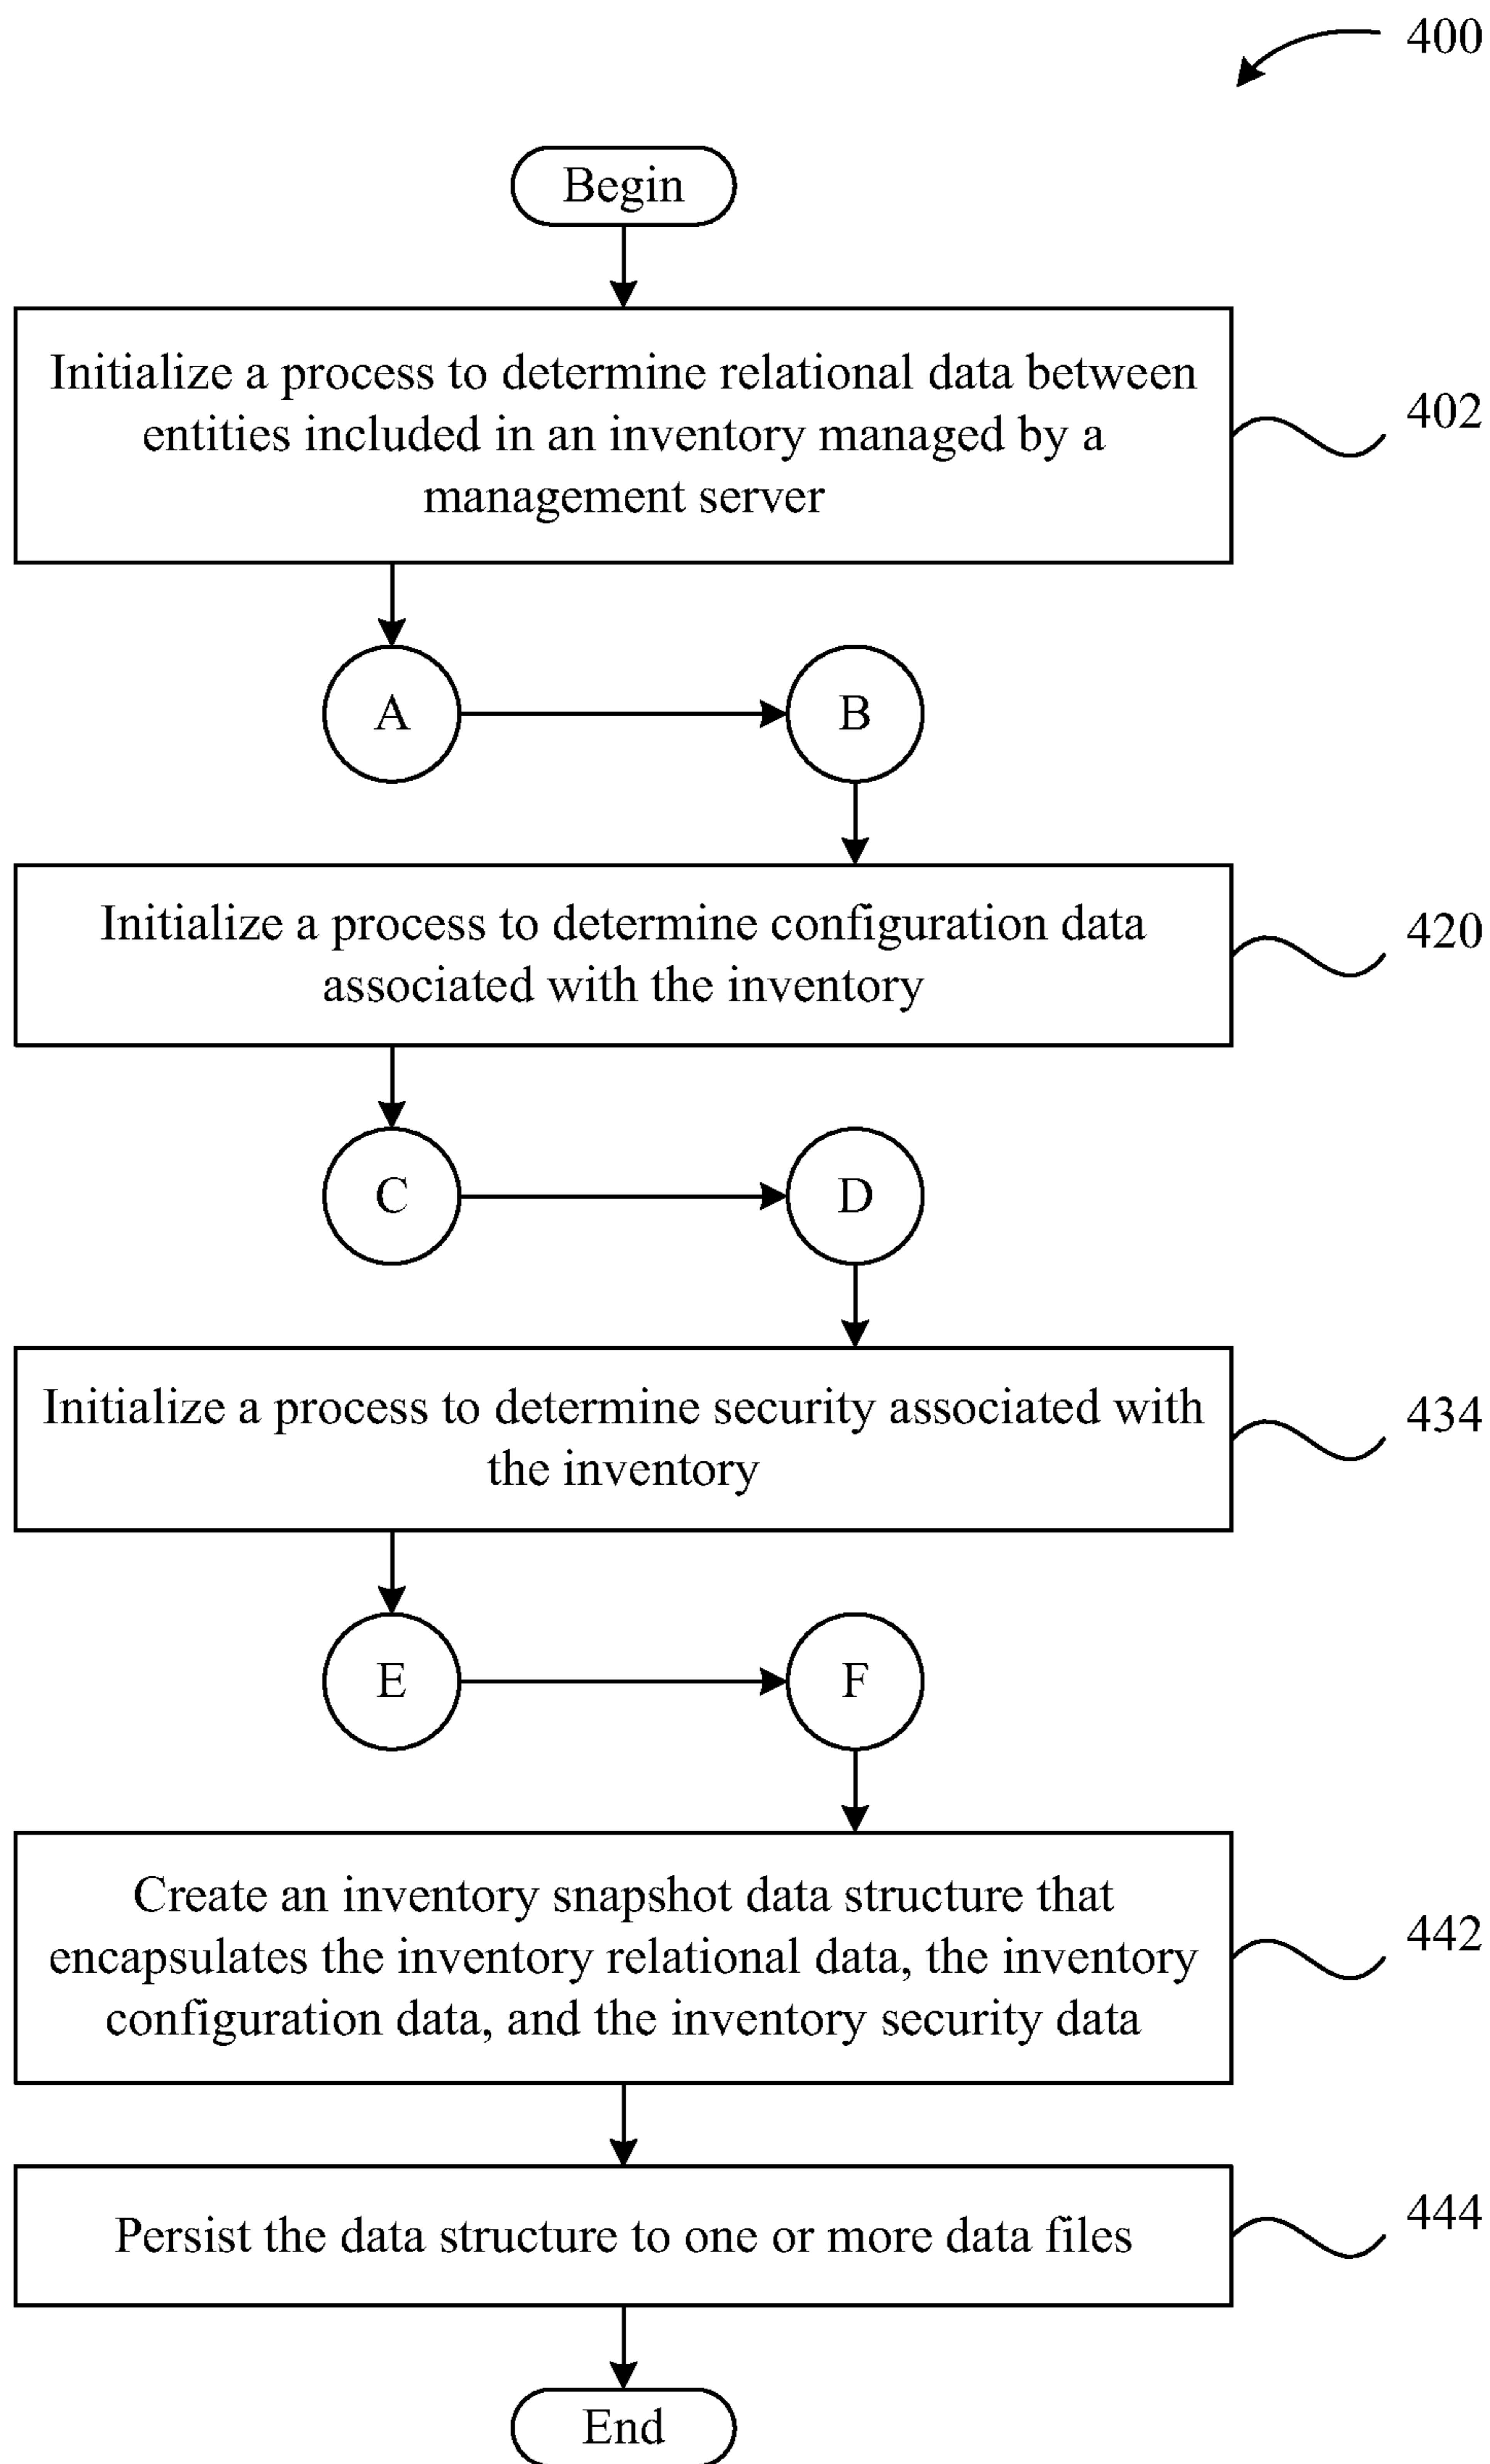 400
Begin
Initialize a process to determine relational data between
entities included in an inventory managed by a
management server
402
A
B
Initialize a process to determine configuration data
associated with the inventory
420
C
D
Initialize a process to determine security associated with
the inventory
434
E
F
Create an inventory snapshot data structure that
encapsulates the inventory relational data, the inventory
configuration data, and the inventory security data
442
Persist the data structure to one or more data files
444
End